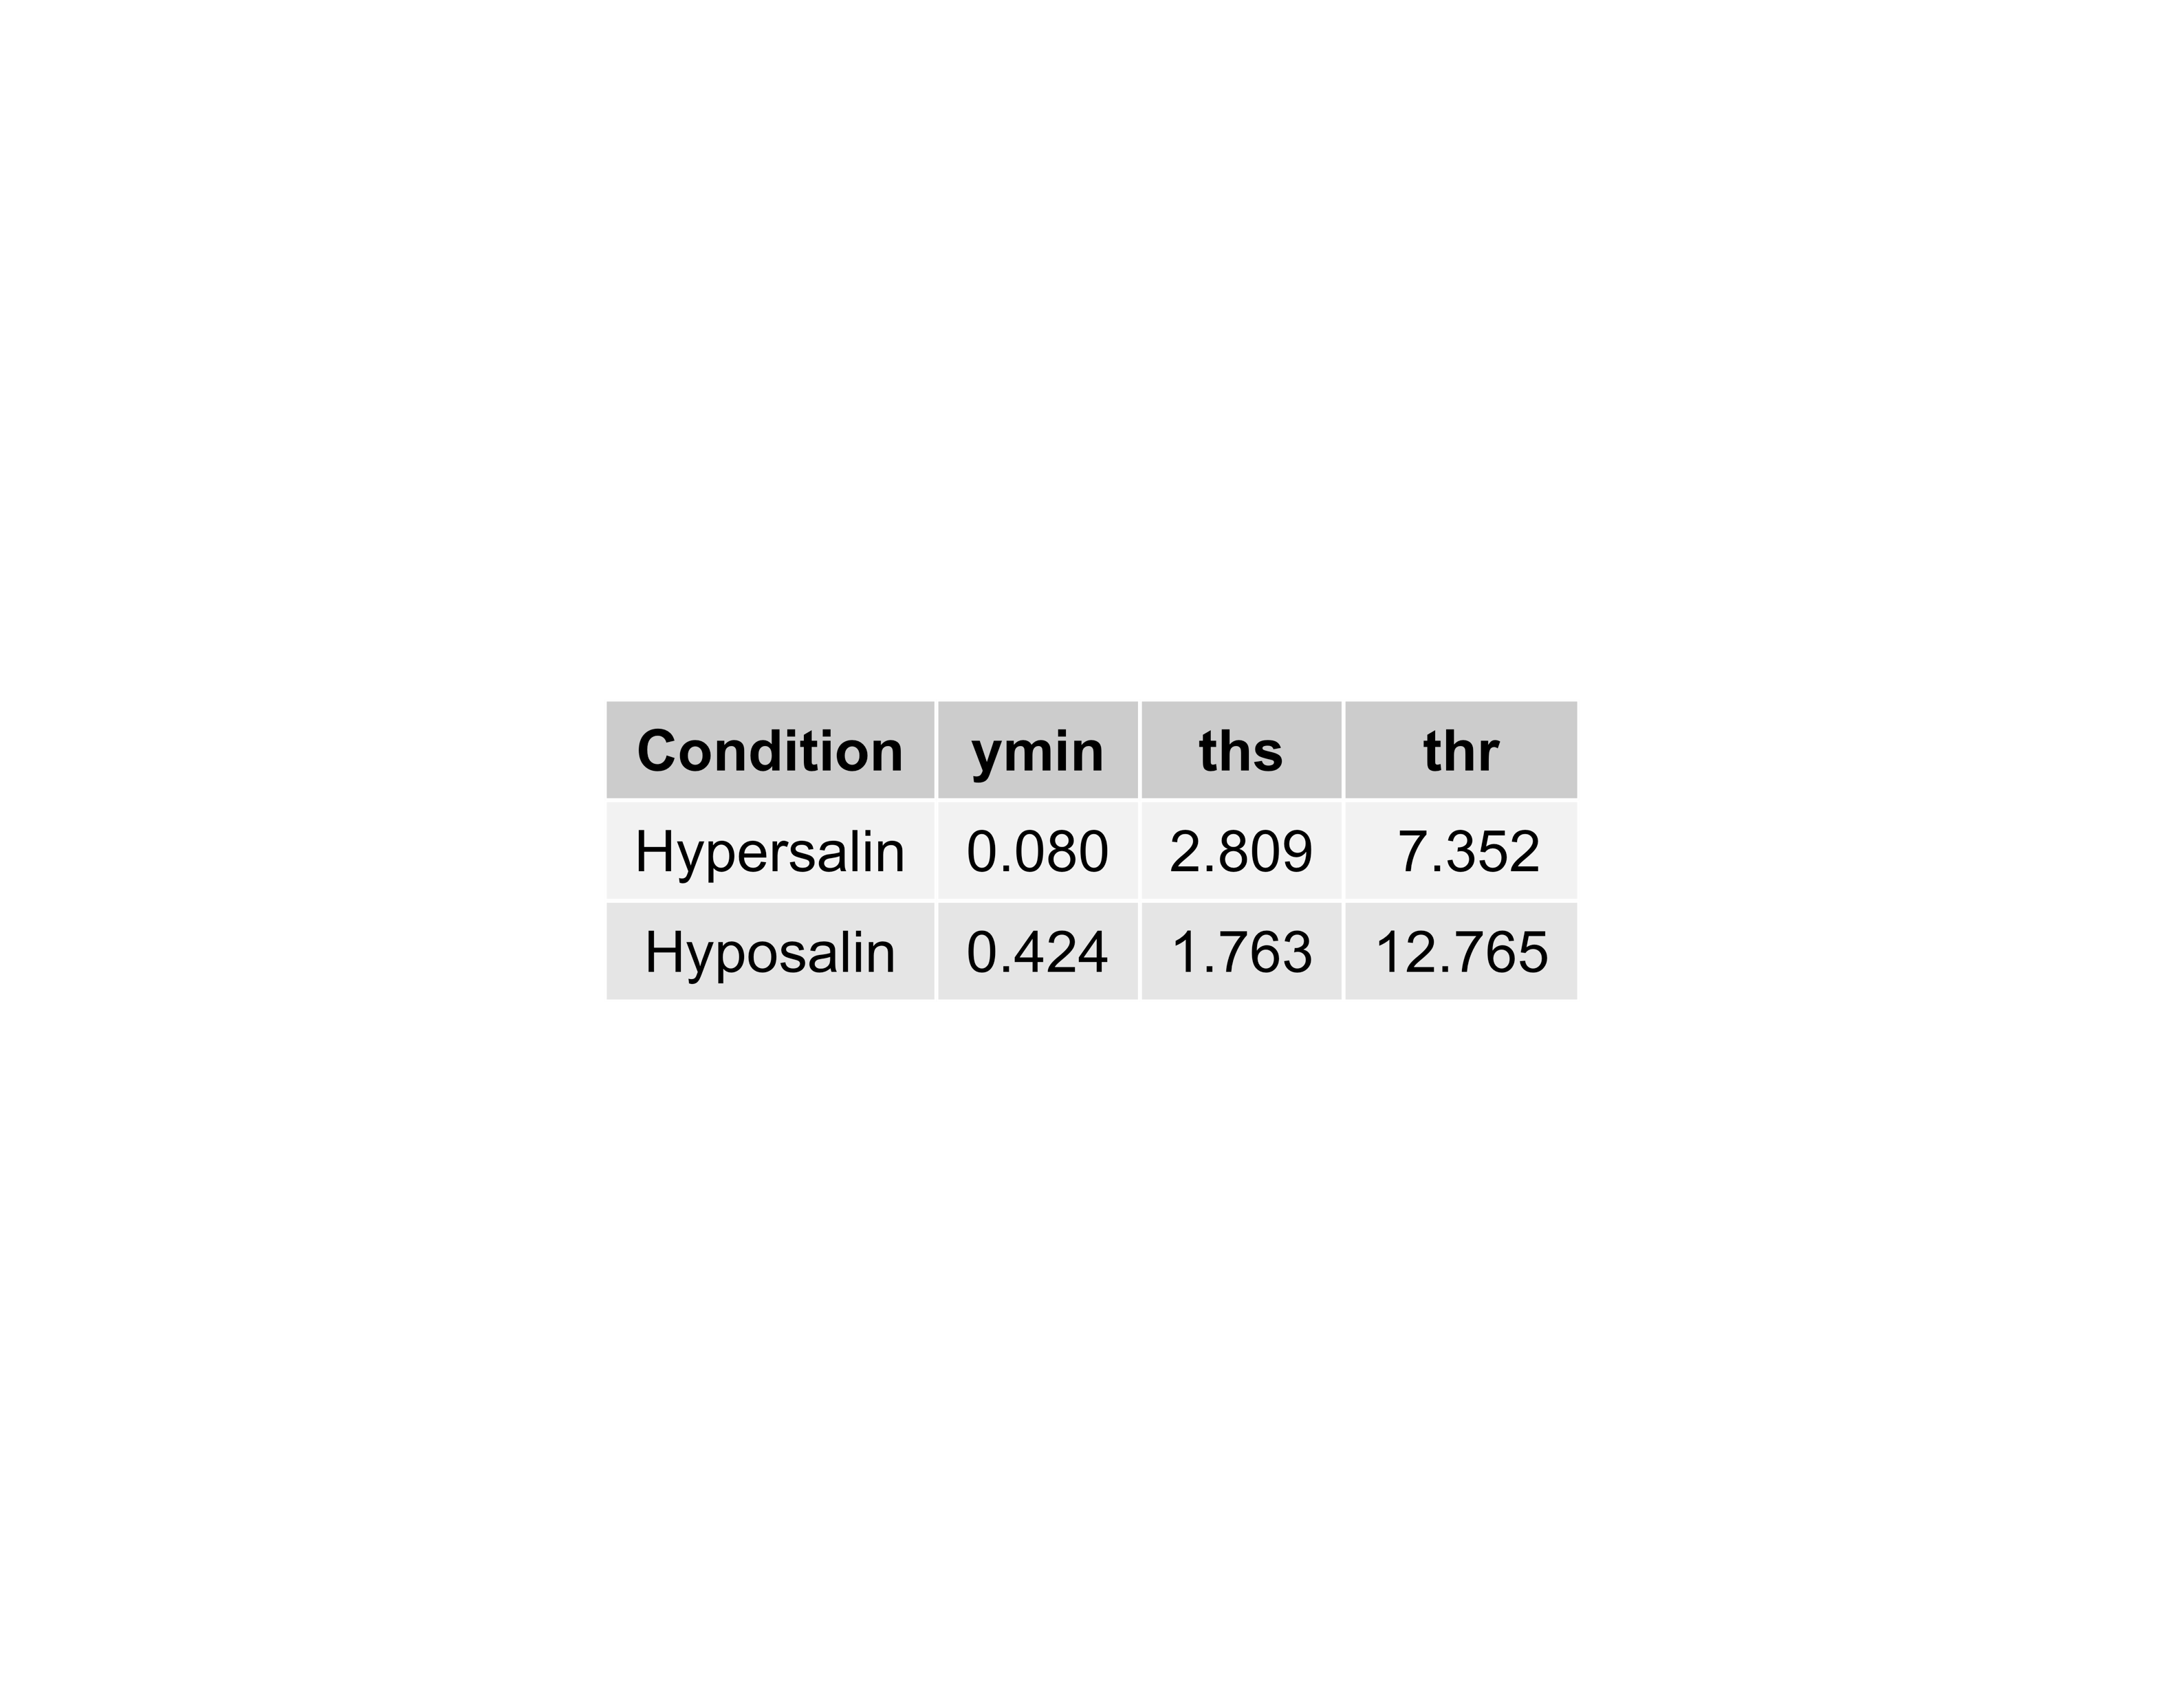 Condition ymin ths thr
Hypersalin 0.080 2.809 7.352
Hyposalin 0.424 1.763 12.765